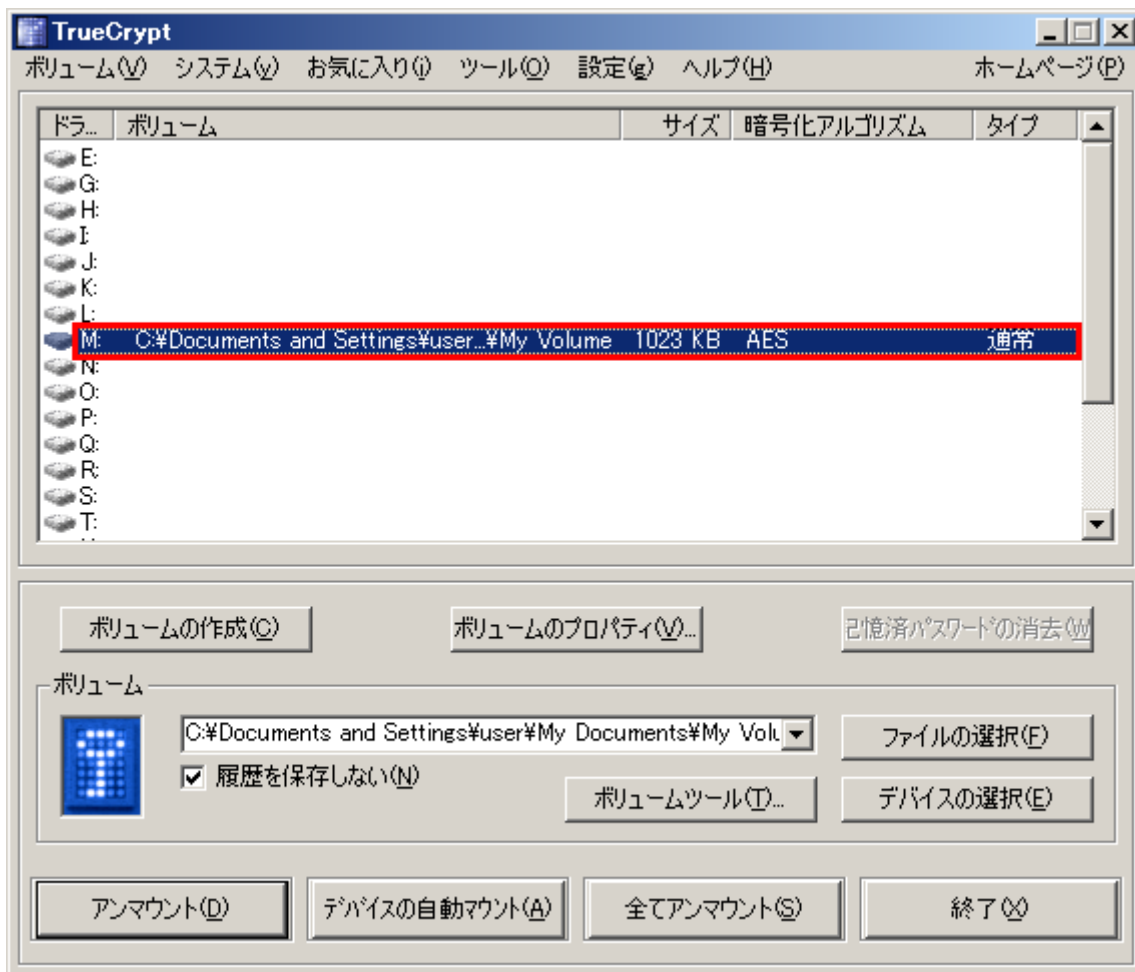 TrueCrypt
ボリューム(V) システム(y) お気に入り(i) ツール(O) 設定(g) ヘルプ(H) ホームページ(P)
ドラ... ボリューム サイズ 暗号化アルゴリズム タイプ
E:
G:
H:
I:
J:
K:
L:
M: C:¥Documents and Settings¥user...¥My Volume 1023 KB AES 通常
N:
O:
P:
Q:
R:
S:
T:
ボリュームの作成(C) ボリュームのプロパティ(V)... 記憶済パスワードの消去(W
ボリューム
C:¥Documents and Settings¥user¥My Documents¥My Volu ファイルの選択(F)
履歴を保存しない(N)
ボリュームツール(T)... デバイスの選択(E)
アンマウント(D) デバイスの自動マウント(A) 全てアンマウント(S) 終了(X)